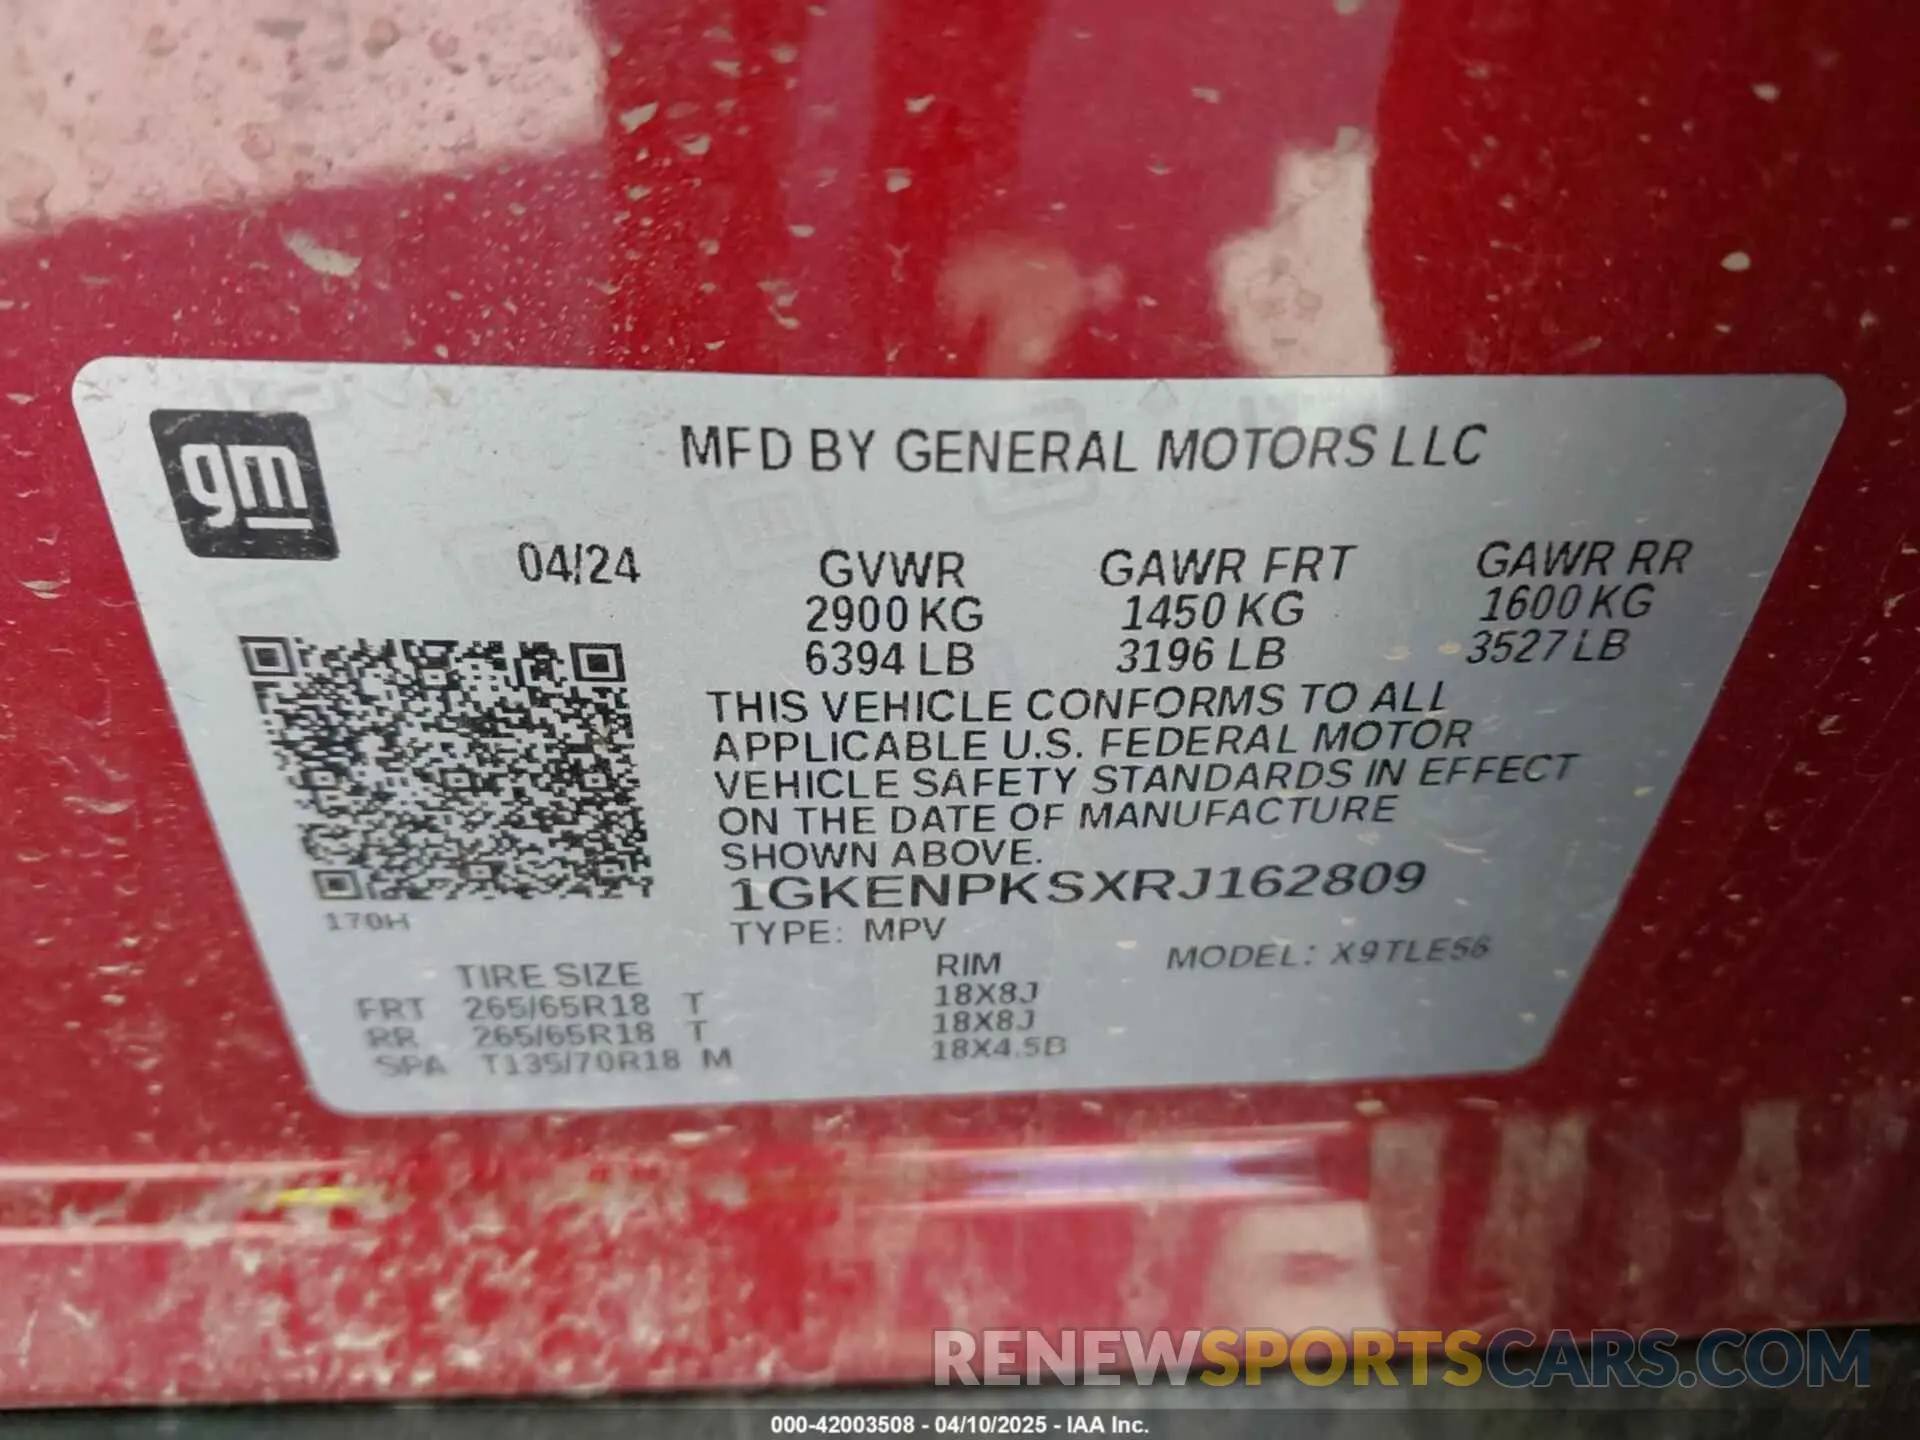 gm
MFD BY GENERAL MOTORS LLC
04/24 GVWR GAWR FRT GAWR RR
2900 KG 1450 KG 1600 KG
6394 LB 3196 LB 3527 LB
THIS VEHICLE CONFORMS TO ALL
APPLICABLE U.S. FEDERAL MOTOR
VEHICLE SAFETY STANDARDS IN EFFECT
ON THE DATE OF MANUFACTURE
SHOWN ABOVE.
1GKENPKSXRJ162809
170H
TYPE: MPV MODEL: X9TLE56
TIRE SIZE RIM
FRT 265/65R18 T 18X8J
RR 265/65R18 T 18X8J
SPA T135/70R18 M 18X4.5B
RENEWSPORTSCARS.COM
000-42003508 - 04/10/2025 - IAA Inc.